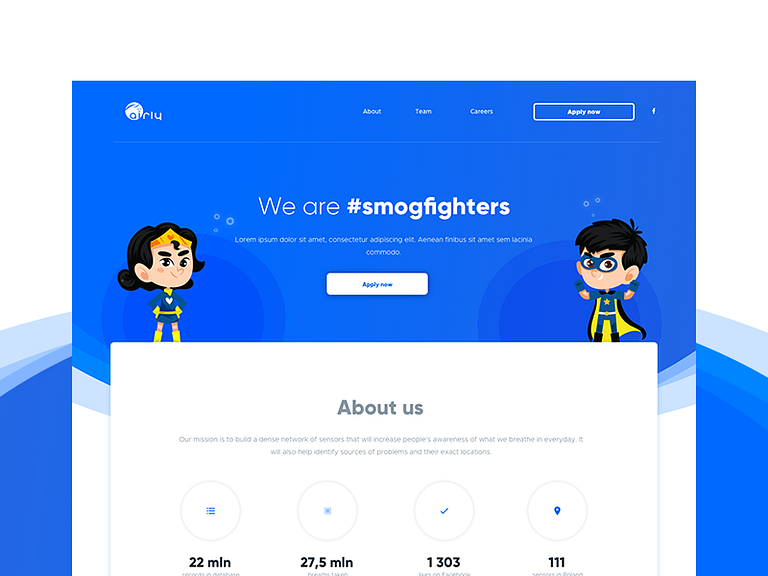 airly
About
Team
Careers
Apply now
f
We are #smogfighters
Lorem ipsum dolor sit amet, consectetur adipiscing elit. Aenean finibus sit amet sem lacinia
commodo.
Apply now
About us
Our mission is to build a dense network of sensors that will increase people's awareness of what we breathe in everyday. It
will also help identify sources of problems and their exact locations.
22 mln
27,5 mln
1 303
111
records in database
breaths taken
likes on Facebook
sensors in Poland